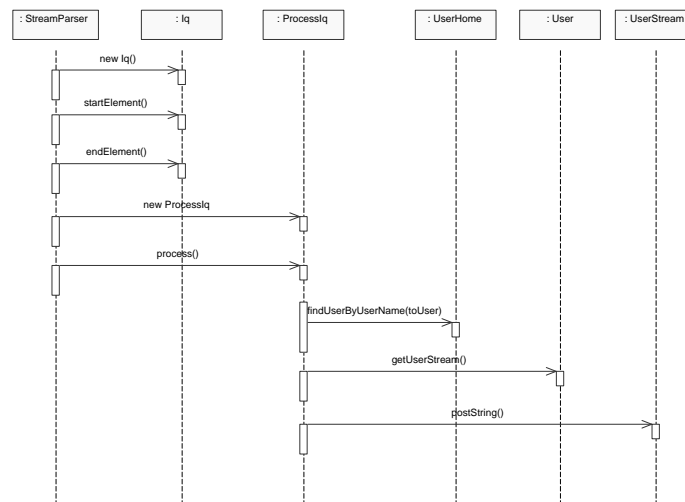 : StreamParser
: Iq
: ProcessIq
: UserHome
: User
: UserStream
new Iq()
startElement()
endElement()
new ProcessIq
process()
findUserByUserName(toUser)
getUserStream()
postString()